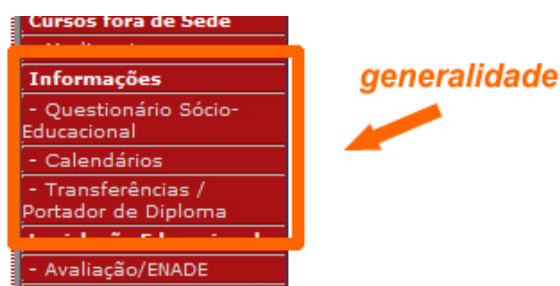 Cursos fora de Sede
Informações
generalidade
- Questionário Sócio-
Educacional
- Calendários
- Transferências /
Portador de Diploma
- Avaliação/ENADE